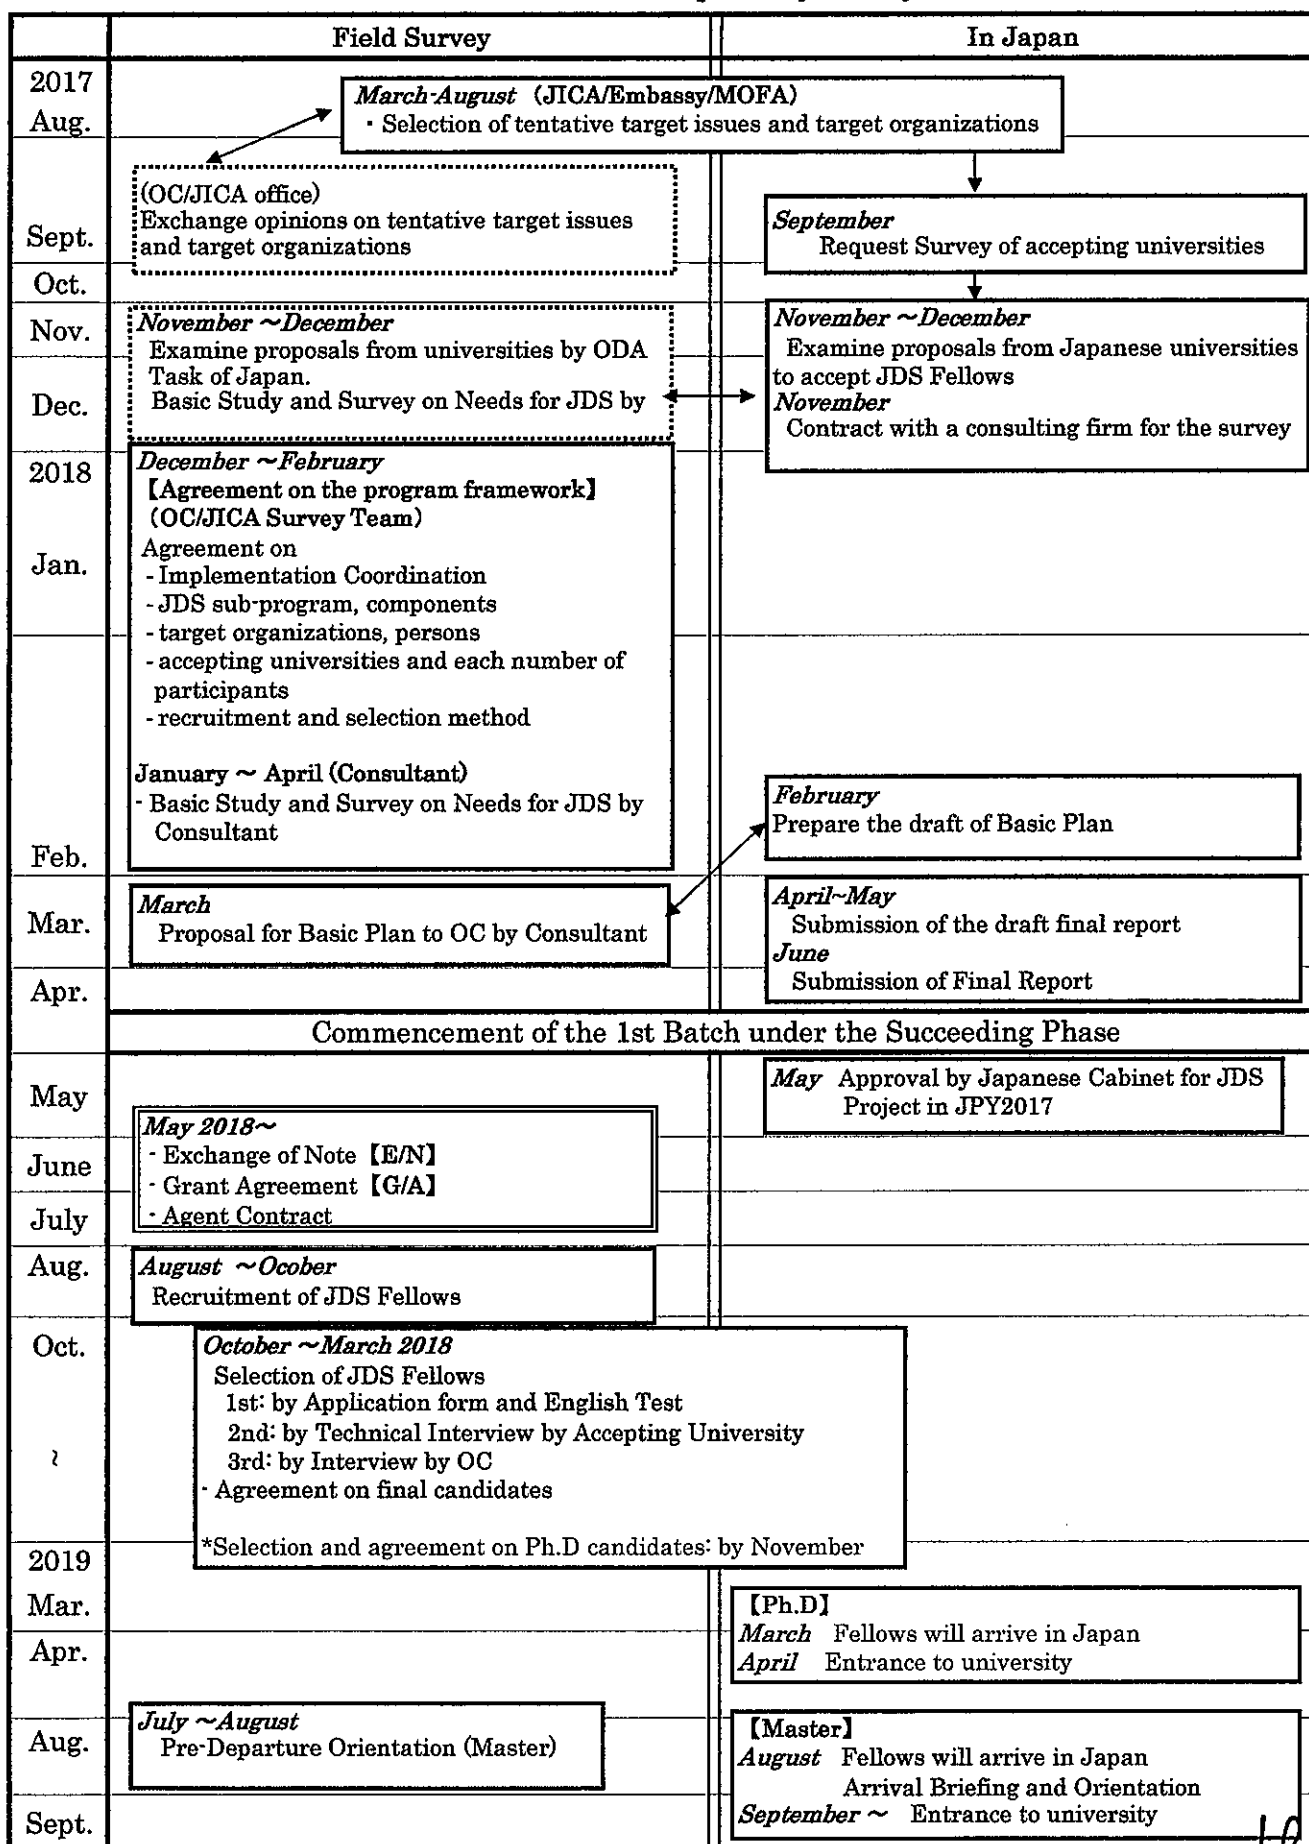 Field Survey
In Japan
2017
Aug.
March-August (JICA/Embassy/MOFA)
・Selection of tentative target issues and target organizations
Sept.
(OC/JICA office)
Exchange opinions on tentative target issues
and target organizations
September
Request Survey of accepting universities
Oct.
Nov.
Dec.
November ～December
Examine proposals from universities by ODA
Task of Japan.
Basic Study and Survey on Needs for JDS by
November ～December
Examine proposals from Japanese universities
to accept JDS Fellows
November
Contract with a consulting firm for the survey
2018
Jan.
Feb.
December ～February
【Agreement on the program framework】
(OC/JICA Survey Team)
Agreement on
- Implementation Coordination
- JDS sub-program, components
- target organizations, persons
- accepting universities and each number of
participants
- recruitment and selection method
January ～ April (Consultant)
- Basic Study and Survey on Needs for JDS by
Consultant
February
Prepare the draft of Basic Plan
Mar.
March
Proposal for Basic Plan to OC by Consultant
April~May
Submission of the draft final report
June
Submission of Final Report
Apr.
Commencement of the 1st Batch under the Succeeding Phase
May
May Approval by Japanese Cabinet for JDS
Project in JPY2017
June
July
May 2018～
・Exchange of Note【E/N】
・Grant Agreement【G/A】
・Agent Contract
Aug.
August ～Ocober
Recruitment of JDS Fellows
Oct.
～
October ～March 2018
Selection of JDS Fellows
1st: by Application form and English Test
2nd: by Technical Interview by Accepting University
3rd: by Interview by OC
・Agreement on final candidates
*Selection and agreement on Ph.D candidates: by November
2019
Mar.
Apr.
【Ph.D】
March Fellows will arrive in Japan
April Entrance to university
Aug.
July ～August
Pre-Departure Orientation (Master)
【Master】
August Fellows will arrive in Japan
Arrival Briefing and Orientation
September ～ Entrance to university
Sept.